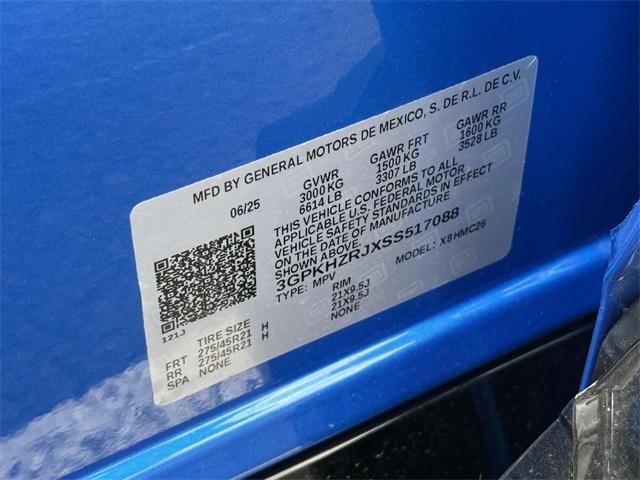 MFD BY GENERAL MOTORS DE MEXICO, S. DE R.L. DE C.V.
06/25 GVWR GAWR FRT GAWR RR
3000 KG 1500 KG 1600 KG
6614 LB 3307 LB 3528 LB
THIS VEHICLE CONFORMS TO ALL
APPLICABLE U.S. FEDERAL MOTOR
VEHICLE SAFETY STANDARDS IN EFFECT
ON THE DATE OF MANUFACTURE
SHOWN ABOVE.
3GPKHZRJXSS517088
TYPE: MPV MODEL: X8HMC26
121J
TIRE SIZE RIM
FRT 275/45R21 H 21X9.5J
RR 275/45R21 H 21X9.5J
SPA NONE NONE